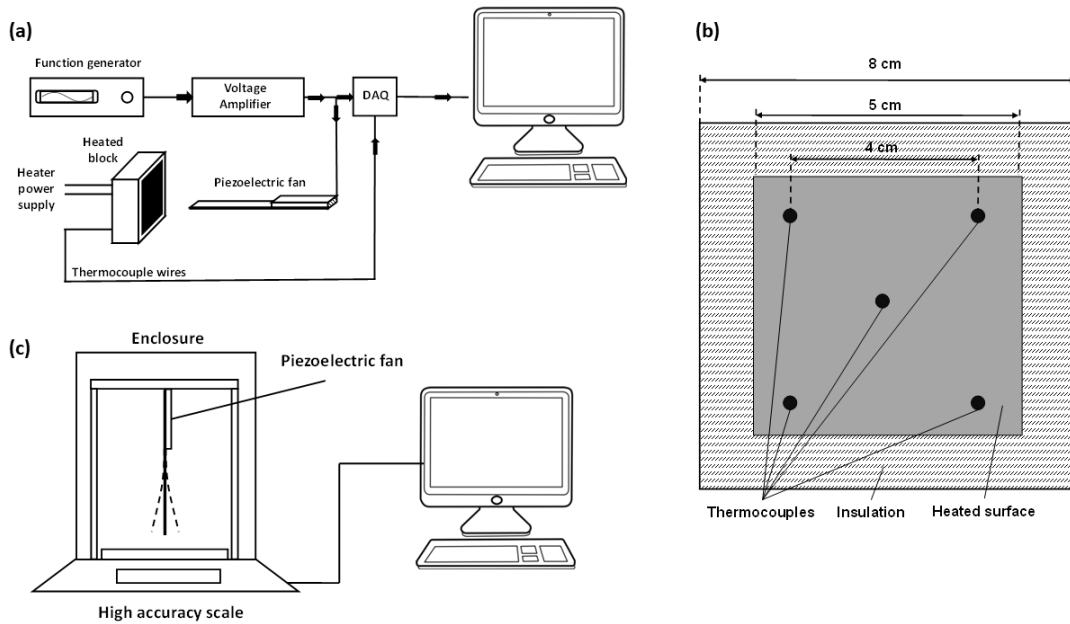 (a)
Function generator
Voltage
Amplifier
DAQ
Heated
block
Heater
power
supply
Piezoelectric fan
Thermocouple wires
(b)
8 cm
5 cm
4 cm
Thermocouples
Insulation
Heated surface
(c)
Enclosure
Piezoelectric fan
High accuracy scale